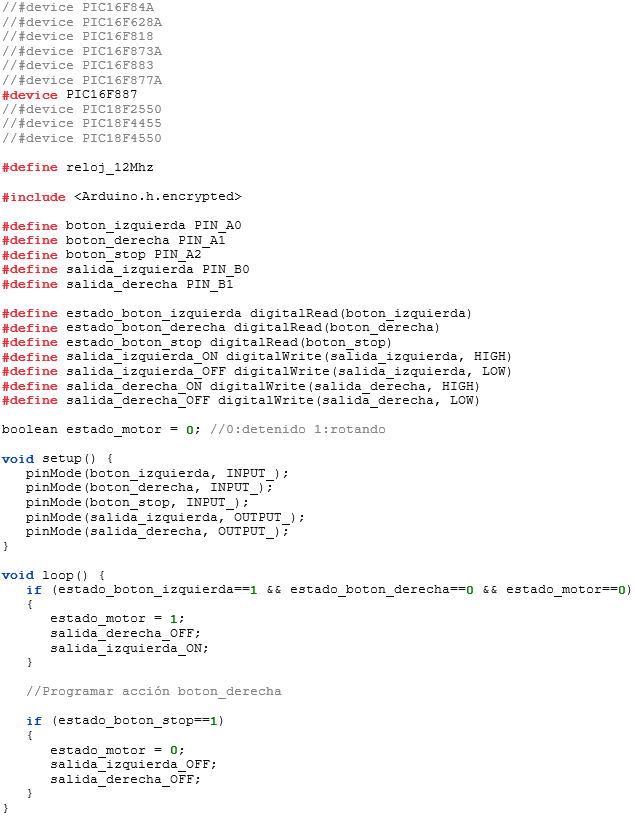 //#device PIC16F84A
//#device PIC16F628A
//#device PIC16F818
//#device PIC16F873A
//#device PIC16F883
//#device PIC16F877A
#device PIC16F887
//#device PIC18F2550
//#device PIC18F4455
//#device PIC18F4550

#define reloj_12Mhz

#include <Arduino.h.encrypted>

#define boton_izquierda PIN_A0
#define boton_derecha PIN_A1
#define boton_stop PIN_A2
#define salida_izquierda PIN_B0
#define salida_derecha PIN_B1

#define estado_boton_izquierda digitalRead(boton_izquierda)
#define estado_boton_derecha digitalRead(boton_derecha)
#define estado_boton_stop digitalRead(boton_stop)
#define salida_izquierda_ON digitalWrite(salida_izquierda, HIGH)
#define salida_izquierda_OFF digitalWrite(salida_izquierda, LOW)
#define salida_derecha_ON digitalWrite(salida_derecha, HIGH)
#define salida_derecha_OFF digitalWrite(salida_derecha, LOW)

boolean estado_motor = 0; //0:detenido 1:rotando

void setup() {
   pinMode(boton_izquierda, INPUT_);
   pinMode(boton_derecha, INPUT_);
   pinMode(boton_stop, INPUT_);
   pinMode(salida_izquierda, OUTPUT_);
   pinMode(salida_derecha, OUTPUT_);
}

void loop() {
   if (estado_boton_izquierda==1 && estado_boton_derecha==0 && estado_motor==0)
   {
      estado_motor = 1;
      salida_derecha_OFF;
      salida_izquierda_ON;
   }

   //Programar acción boton_derecha

   if (estado_boton_stop==1)
   {
      estado_motor = 0;
      salida_izquierda_OFF;
      salida_derecha_OFF;
   }
}